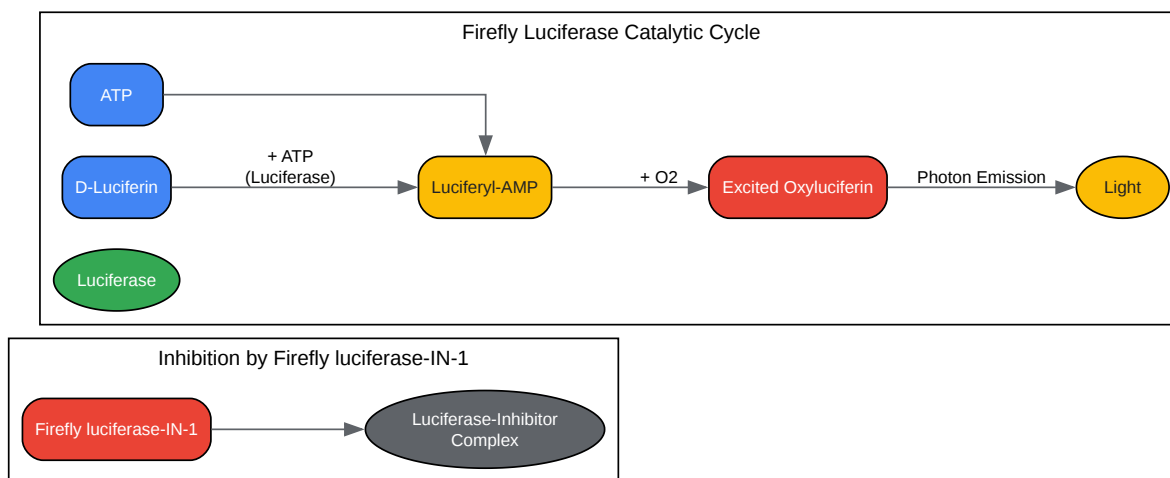 Firefly Luciferase Catalytic Cycle
ATP
+ ATP
(Luciferase)
D-Luciferin
Luciferyl-AMP
+ O2
Excited Oxyluciferin
Photon Emission
Light
Luciferase
Inhibition by Firefly luciferase-IN-1
Firefly luciferase-IN-1
Luciferase-Inhibitor
Complex